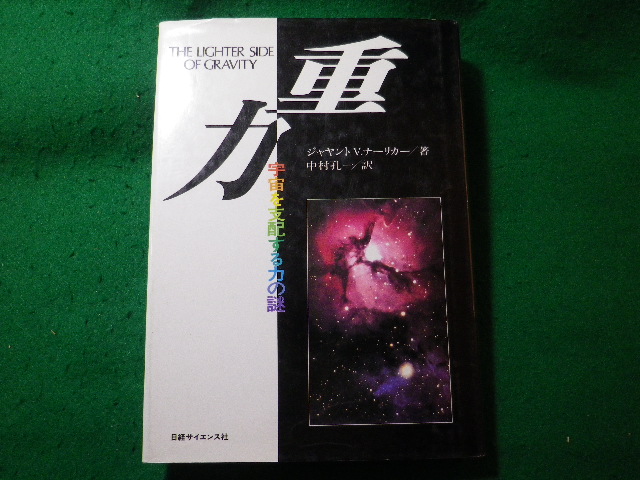 THE LIGHTER SIDE
OF GRAVITY
重力
宇宙を支配する力の謎
ジャヤント V.ナーリカー/著
中村孔一/訳
日経サイエンス社